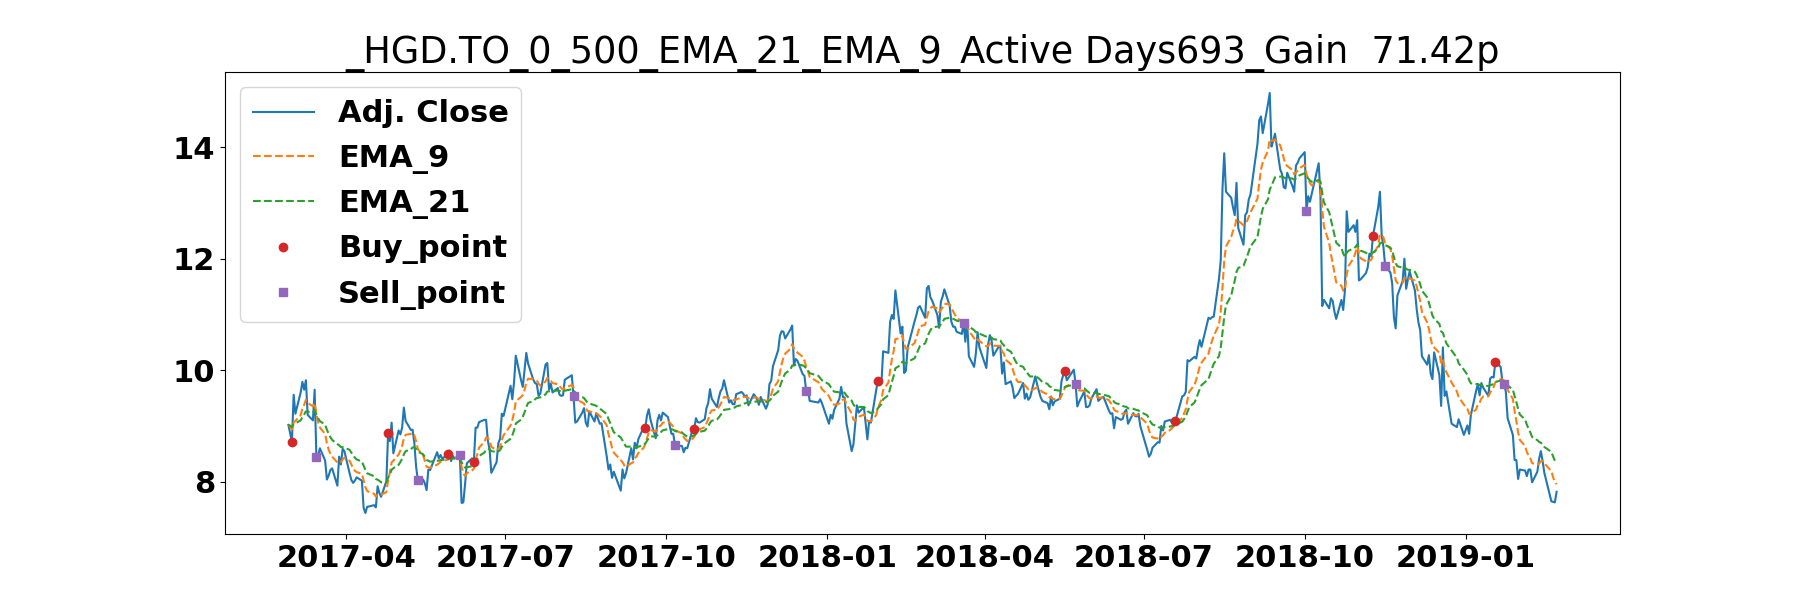 _HGD.TO_0_500_EMA_21_EMA_9_Active Days693_Gain  71.42p
Adj. Close
EMA_9
EMA_21
Buy_point
Sell_point
14
12
10
8
2017-04 2017-07 2017-10 2018-01 2018-04 2018-07 2018-10 2019-01